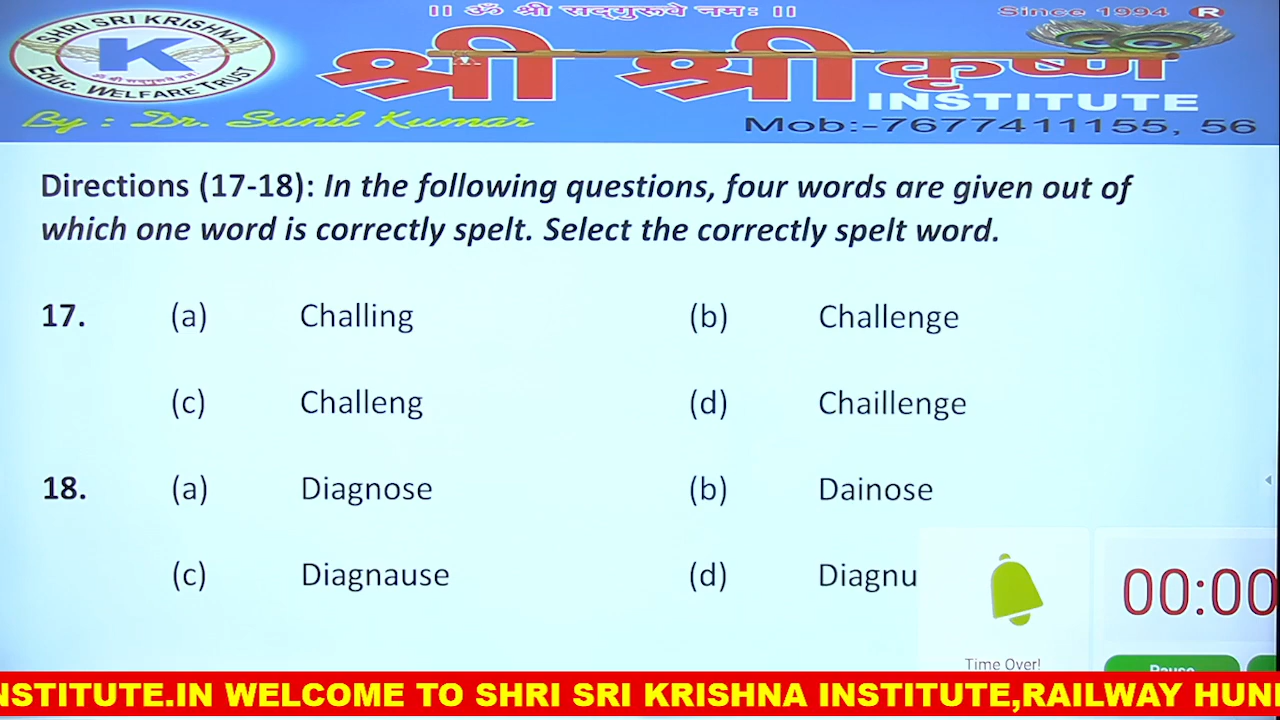 || ॐ श्री सद्गुरूवे नमः ||
Since 1994 R
SHRI SRI KRISHNA
K
EDUC. WELFARE TRUST
श्री श्री कृष्ण
INSTITUTE
By : Dr. Sunil Kumar
Mob:-7677411155, 56
Directions (17-18): In the following questions, four words are given out of
which one word is correctly spelt. Select the correctly spelt word.
17. (a) Challing (b) Challenge
(c) Challeng (d) Chaillenge
18. (a) Diagnose (b) Dainose
(c) Diagnause (d) Diagnu
00:00
Time Over!
Pause
NSTITUTE.IN WELCOME TO SHRI SRI KRISHNA INSTITUTE,RAILWAY HUN